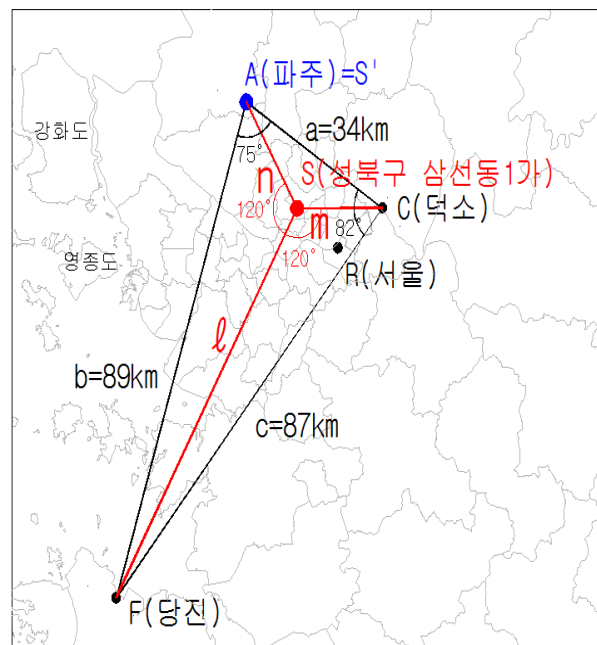 A(파주)=S'
강화도
a=34km
75°
n
S(성북구 삼선동1가)
120°
m
82°
C(덕소)
120°
R(서울)
영종도
ℓ
b=89km
c=87km
F(당진)